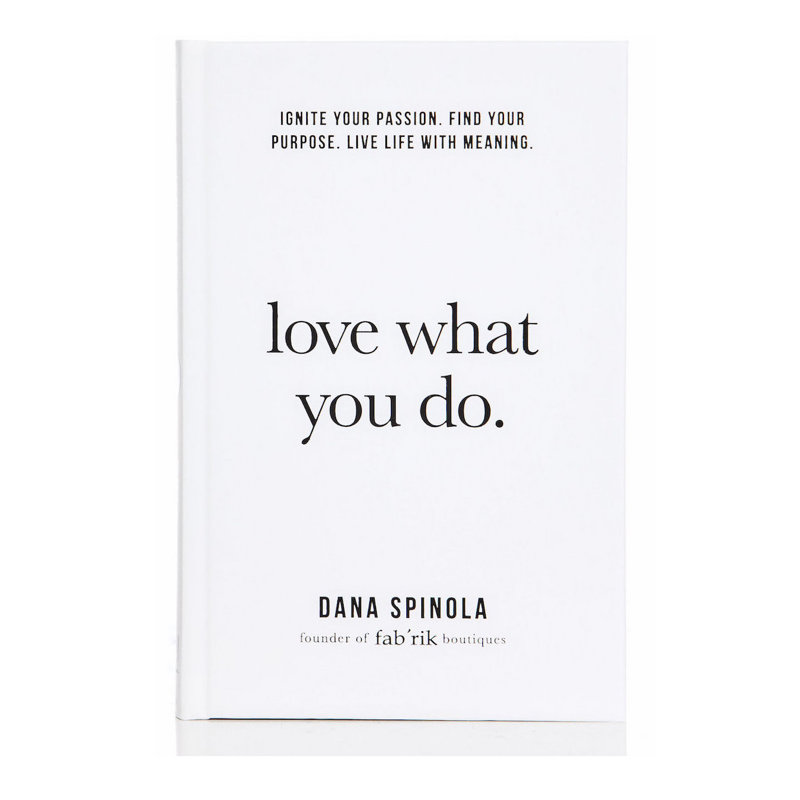 IGNITE YOUR PASSION. FIND YOUR
PURPOSE. LIVE LIFE WITH MEANING.
love what
you do.
DANA SPINOLA
founder of fab'rik boutiques